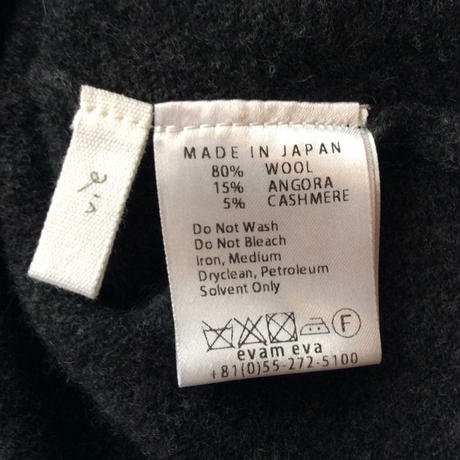 MADE IN JAPAN
80% WOOL
15% ANGORA
5% CASHMERE
Do Not Wash
Do Not Bleach
Iron, Medium
Dryclean, Petroleum
Solvent Only
F
evam eva
+81(0)55-272-5100